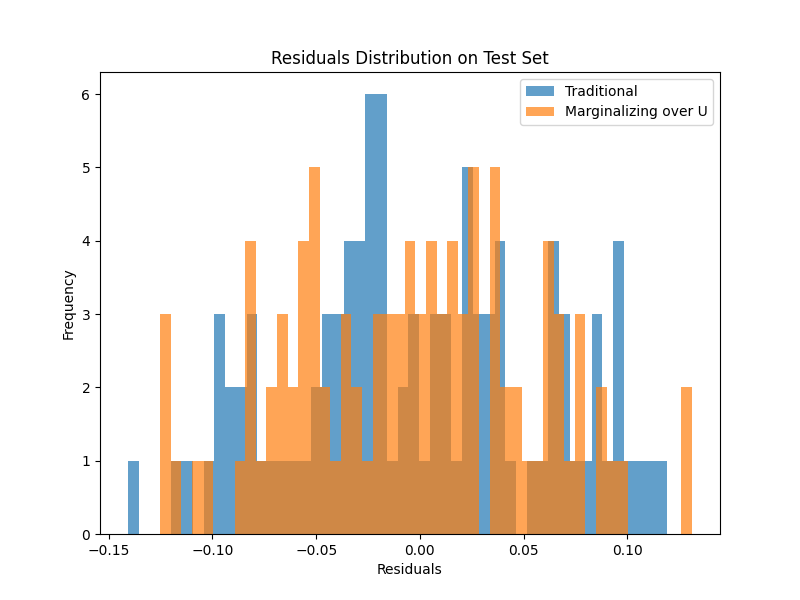 Residuals Distribution on Test Set
Traditional
Marginalizing over U
Frequency
6
5
4
3
2
1
0
−0.15 −0.10 −0.05 0.00 0.05 0.10
Residuals